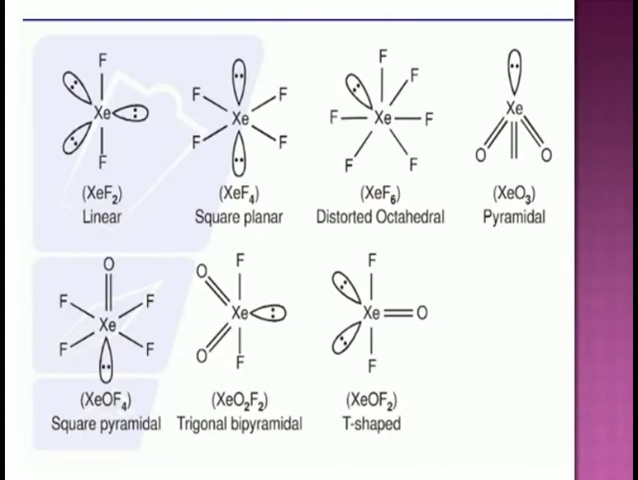 F
Xe
F
(XeF₂)
Linear
F F
Xe
F F
(XeF₄)
Square planar
F F
F Xe F
F F
(XeF₆)
Distorted Octahedral
Xe
O O
(XeO₃)
Pyramidal
O
F F
Xe
F F
(XeOF₄)
Square pyramidal
F
O
Xe
O
F
(XeO₂F₂)
Trigonal bipyramidal
F
Xe O
F
(XeOF₂)
T-shaped